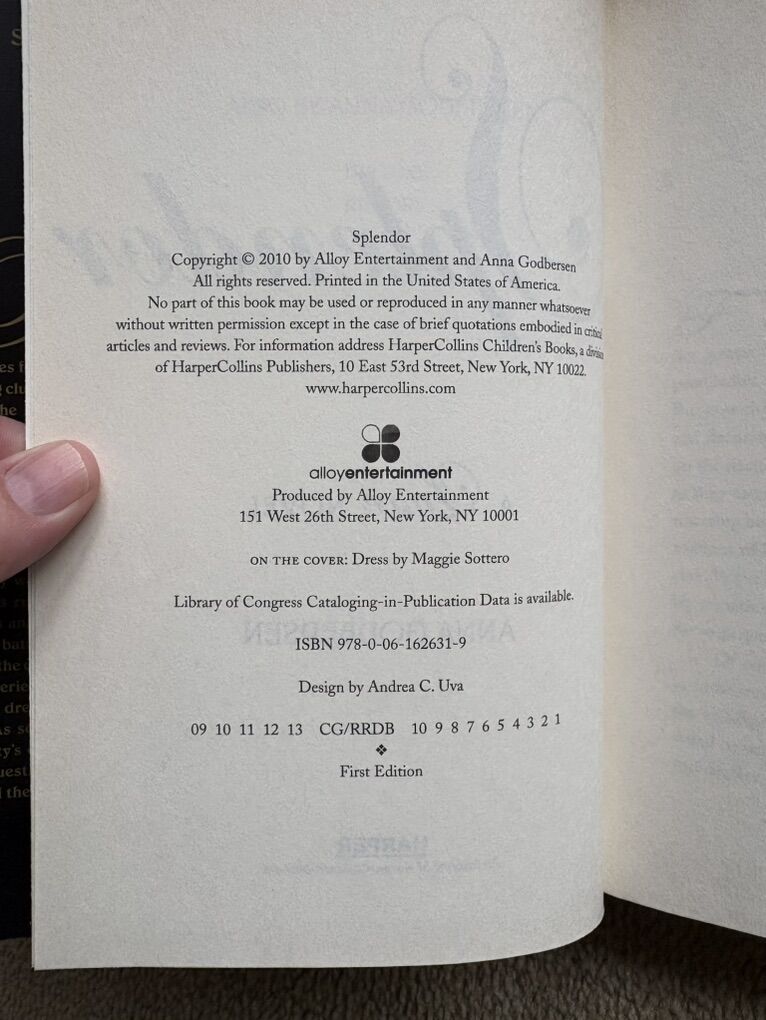 Splendor
Copyright © 2010 by Alloy Entertainment and Anna Godbersen
All rights reserved. Printed in the United States of America.
No part of this book may be used or reproduced in any manner whatsoever
without written permission except in the case of brief quotations embodied in critical
articles and reviews. For information address HarperCollins Children's Books, a division
of HarperCollins Publishers, 10 East 53rd Street, New York, NY 10022.
www.harpercollins.com
alloyentertainment
Produced by Alloy Entertainment
151 West 26th Street, New York, NY 10001
ON THE COVER: Dress by Maggie Sottero
Library of Congress Cataloging-in-Publication Data is available.
ISBN 978-0-06-162631-9
Design by Andrea C. Uva
09 10 11 12 13 CG/RRDB 10 9 8 7 6 5 4 3 2 1
❖
First Edition